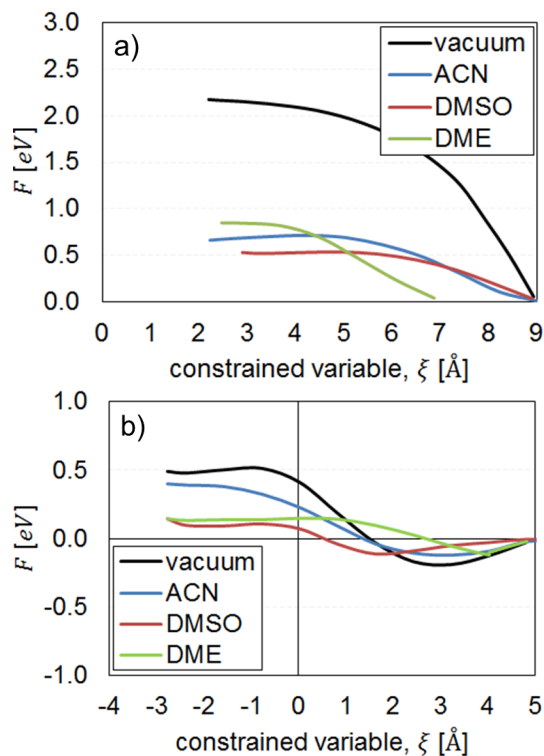 a)
F [eV]
3.0
2.5
2.0
1.5
1.0
0.5
0.0
vacuum
ACN
DMSO
DME
0 1 2 3 4 5 6 7 8 9
constrained variable, ξ [Å]
b)
F [eV]
1.0
0.5
0.0
-0.5
-1.0
vacuum
ACN
DMSO
DME
-4 -3 -2 -1 0 1 2 3 4 5
constrained variable, ξ [Å]